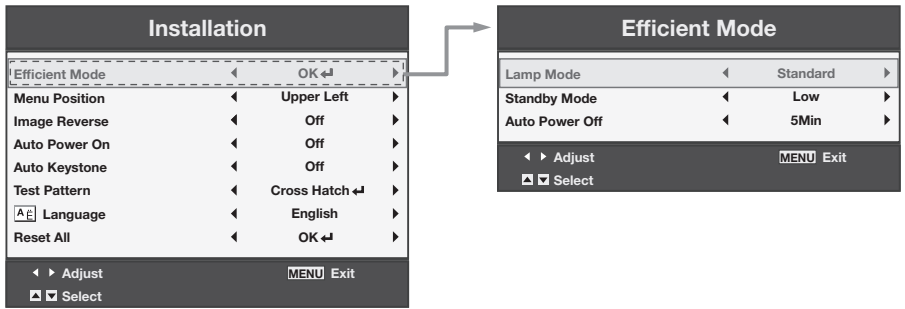 Installation
Efficient Mode OK
Menu Position Upper Left
Image Reverse Off
Auto Power On Off
Auto Keystone Off
Test Pattern Cross Hatch
Language English
Reset All OK
Adjust MENU Exit
Select
Efficient Mode
Lamp Mode Standard
Standby Mode Low
Auto Power Off 5Min
Adjust MENU Exit
Select